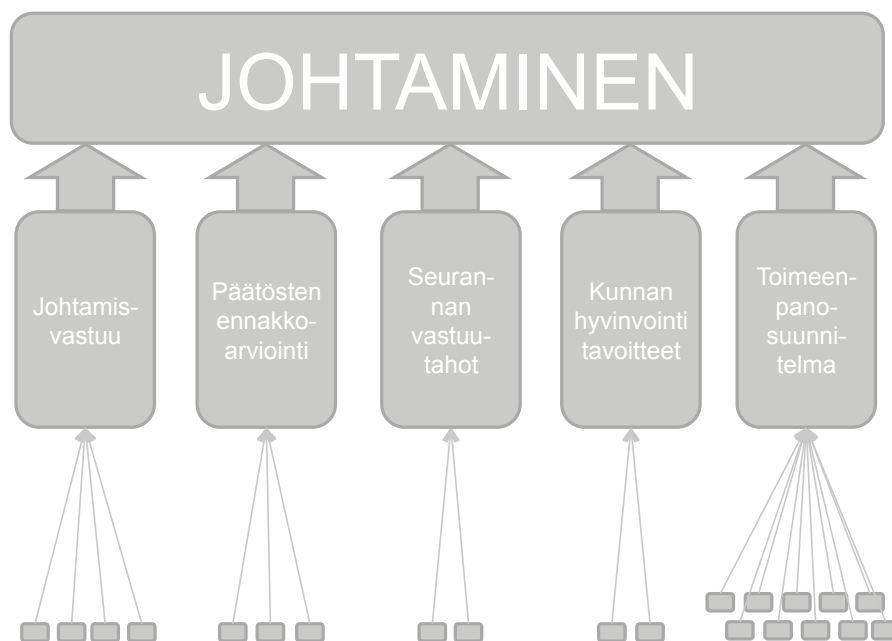 JOHTAMINEN
Johtamis-
vastuu
Päätösten
ennakko-
arviointi
Seuran-
nan
vastuu-
tahot
Kunnan
hyvinvointi
tavoitteet
Toimeen-
pano-
suunni-
telma